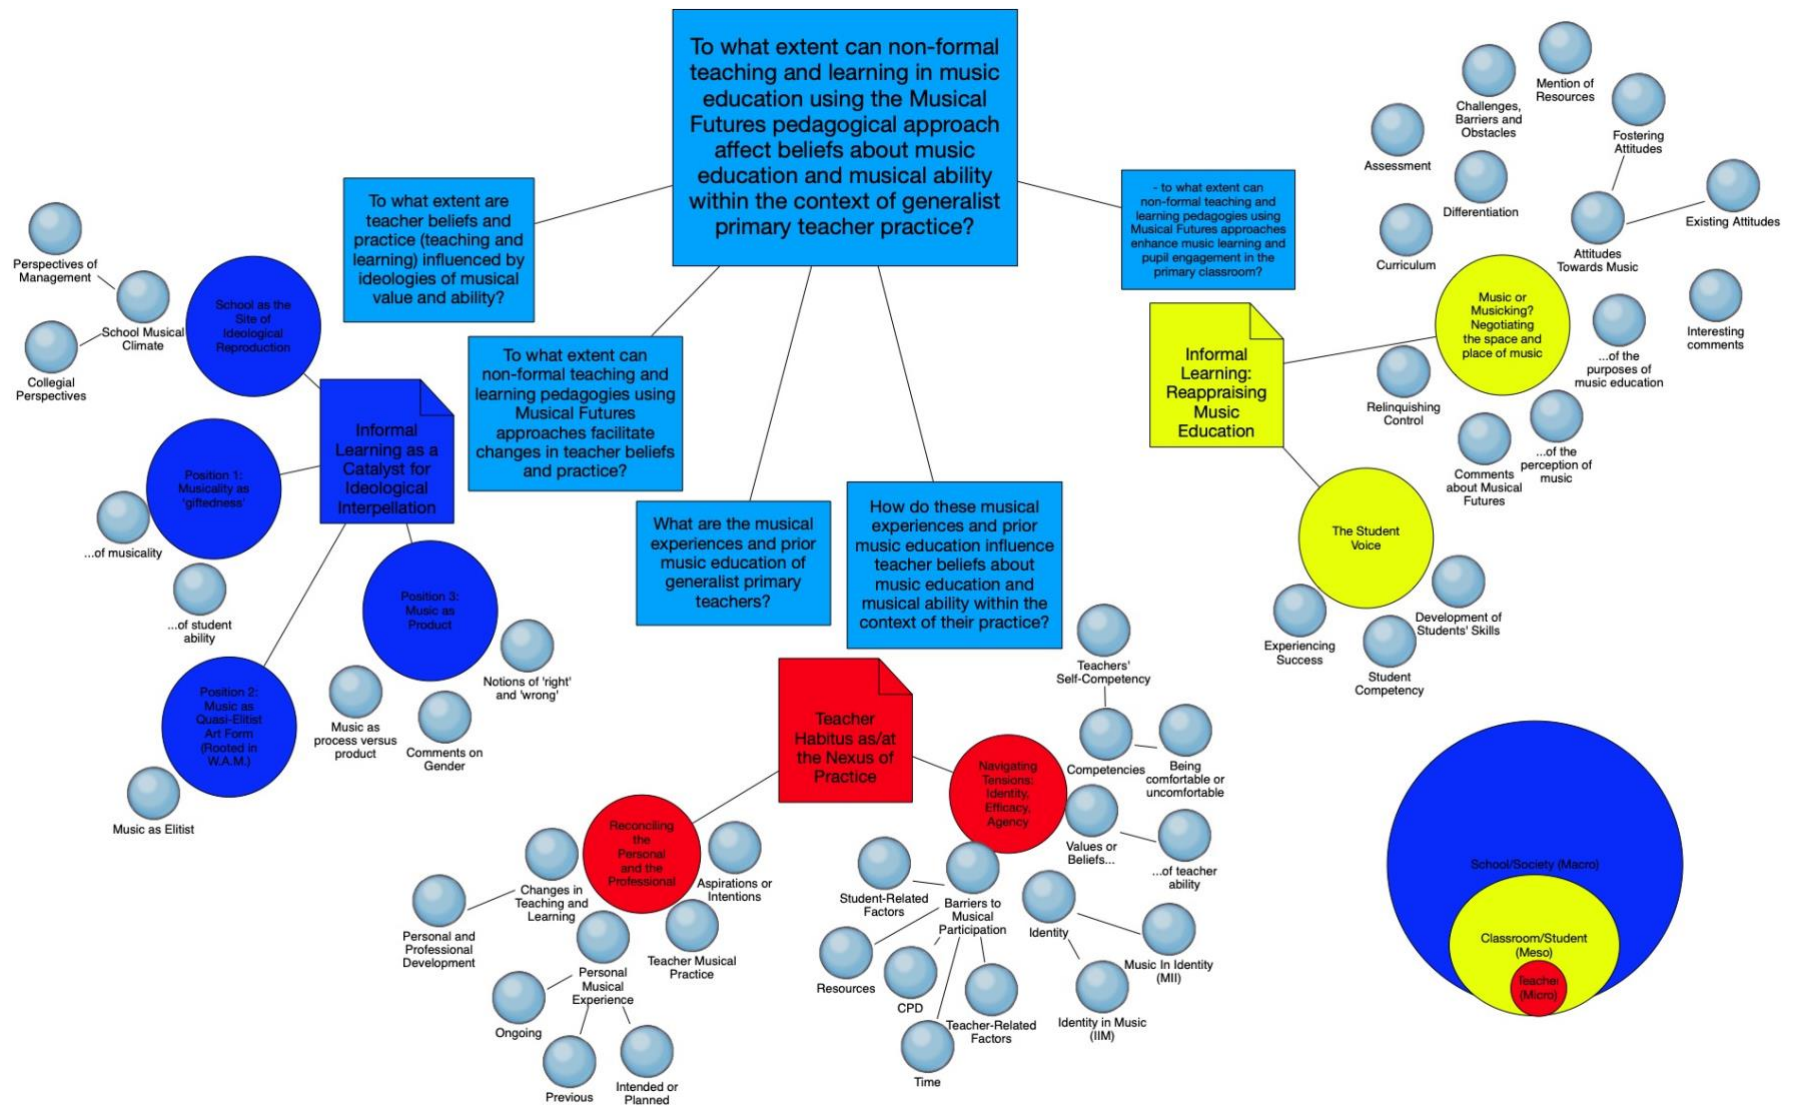 To what extent can non-formal
teaching and learning in music
education using the Musical
Futures pedagogical approach
affect beliefs about music
education and musical ability
within the context of generalist
primary teacher practice?
To what extent are
teacher beliefs and
practice (teaching and
learning) influenced by
ideologies of musical
value and ability?
To what extent can
non-formal teaching and
learning pedagogies using
Musical Futures
approaches facilitate
changes in teacher beliefs
and practice?
What are the musical
experiences and prior
music education of
generalist primary
teachers?
How do these musical
experiences and prior
music education influence
teacher beliefs about
music education and
musical ability within the
context of their practice?
- to what extent can
non-formal teaching and
learning pedagogies using
Musical Futures approaches
enhance music learning and
pupil engagement in the
primary classroom?
Perspectives of
Management
School Musical
Climate
Collegial
Perspectives
School as the
Site of
Ideological
Reproduction
Informal
Learning as a
Catalyst for
Ideological
Interpellation
Position 1:
Musicality as
'giftedness'
...of musicality
...of student
ability
Position 2:
Music as
Quasi-Elitist
Art Form
(Rooted in
W.A.M.)
Music as Elitist
Position 3:
Music as
Product
Notions of 'right'
and 'wrong'
Music as
process versus
product
Comments on
Gender
Teacher
Habitus as/at
the Nexus of
Practice
Reconciling
the
Personal
and the
Professional
Changes in
Teaching and
Learning
Personal and
Professional
Development
Aspirations or
Intentions
Teacher Musical
Practice
Personal
Musical
Experience
Ongoing
Previous
Intended or
Planned
Navigating
Tensions:
Identity,
Efficacy,
Agency
Teachers'
Self-Competency
Competencies
Being
comfortable or
uncomfortable
Values or
Beliefs...
...of teacher
ability
Student-Related
Factors
Barriers to
Musical
Participation
Resources
CPD
Time
Teacher-Related
Factors
Identity
Music In Identity
(MII)
Identity in Music
(IIM)
Informal
Learning:
Reappraising
Music
Education
Music or
Musicking?
Negotiating
the space and
place of music
Mention of
Resources
Challenges,
Barriers and
Obstacles
Fostering
Attitudes
Assessment
Differentiation
Existing Attitudes
Curriculum
Attitudes
Towards Music
Interesting
comments
...of the
purposes of
music education
Relinquishing
Control
...of the
perception of
music
Comments
about Musical
Futures
The Student
Voice
Development of
Students' Skills
Experiencing
Success
Student
Competency
School/Society (Macro)
Classroom/Student
(Meso)
Teacher
(Micro)